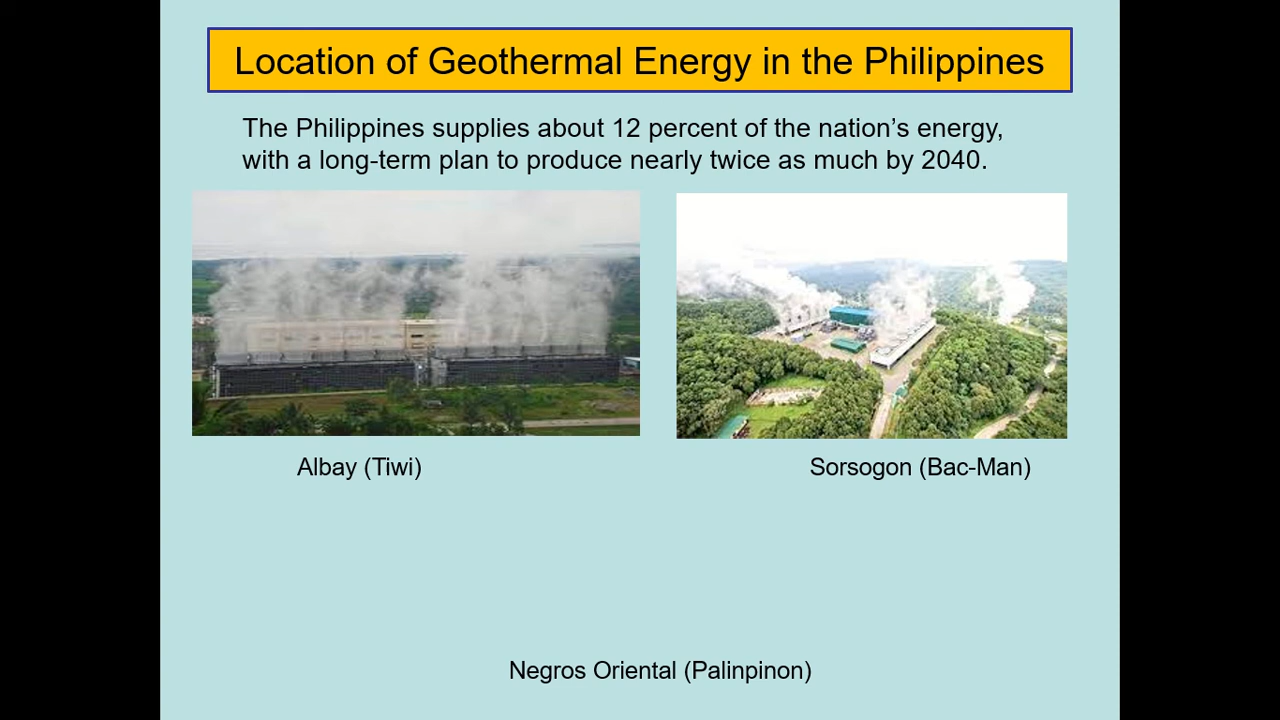 Location of Geothermal Energy in the Philippines
The Philippines supplies about 12 percent of the nation’s energy,
with a long-term plan to produce nearly twice as much by 2040.
Albay (Tiwi)
Sorsogon (Bac-Man)
Negros Oriental (Palinpinon)